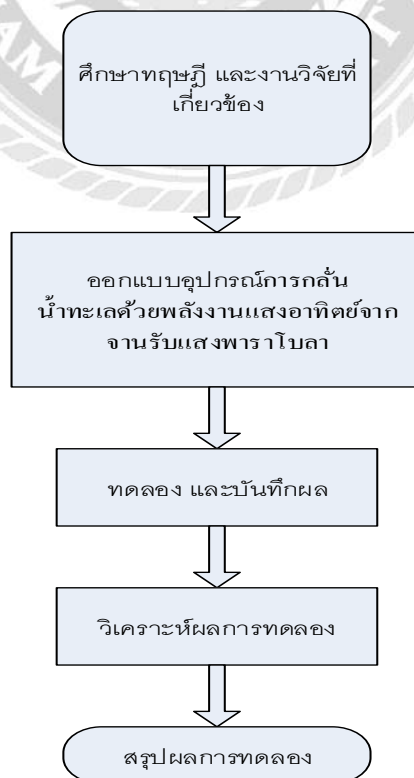 ศึกษาทฤษฎี และงานวิจัยที่
เกี่ยวข้อง
ออกแบบอุปกรณ์การกลั่น
น้ำทะเลด้วยพลังงานแสงอาทิตย์จาก
จานรับแสงพาราโบลา
ทดลอง และบันทึกผล
วิเคราะห์ผลการทดลอง
สรุปผลการทดลอง